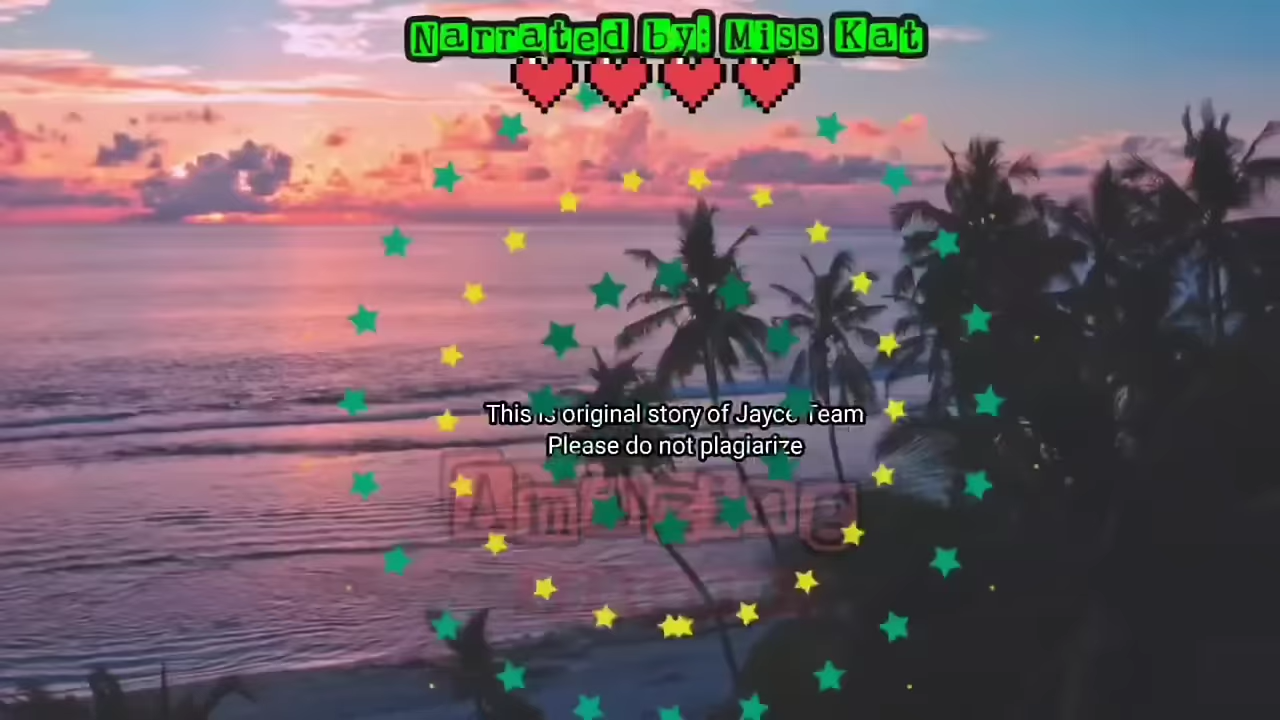 Narrated by: Miss Kat
This is original story of Jayce Team
Please do not plagiarize